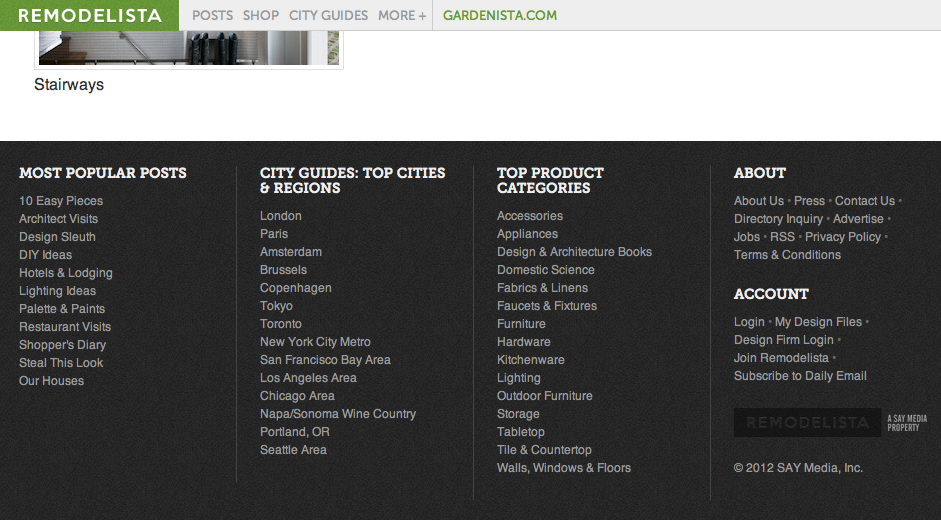 REMODELISTA
POSTS SHOP CITY GUIDES MORE + GARDENISTA.COM
Stairways
MOST POPULAR POSTS
10 Easy Pieces
Architect Visits
Design Sleuth
DIY Ideas
Hotels & Lodging
Lighting Ideas
Palette & Paints
Restaurant Visits
Shopper's Diary
Steal This Look
Our Houses
CITY GUIDES: TOP CITIES
& REGIONS
London
Paris
Amsterdam
Brussels
Copenhagen
Tokyo
Toronto
New York City Metro
San Francisco Bay Area
Los Angeles Area
Chicago Area
Napa/Sonoma Wine Country
Portland, OR
Seattle Area
TOP PRODUCT
CATEGORIES
Accessories
Appliances
Design & Architecture Books
Domestic Science
Fabrics & Linens
Faucets & Fixtures
Furniture
Hardware
Kitchenware
Lighting
Outdoor Furniture
Storage
Tabletop
Tile & Countertop
Walls, Windows & Floors
ABOUT
About Us • Press • Contact Us •
Directory Inquiry • Advertise •
Jobs • RSS • Privacy Policy •
Terms & Conditions
ACCOUNT
Login • My Design Files •
Design Firm Login •
Join Remodelista •
Subscribe to Daily Email
REMODELISTA
A SAY MEDIA
PROPERTY
© 2012 SAY Media, Inc.